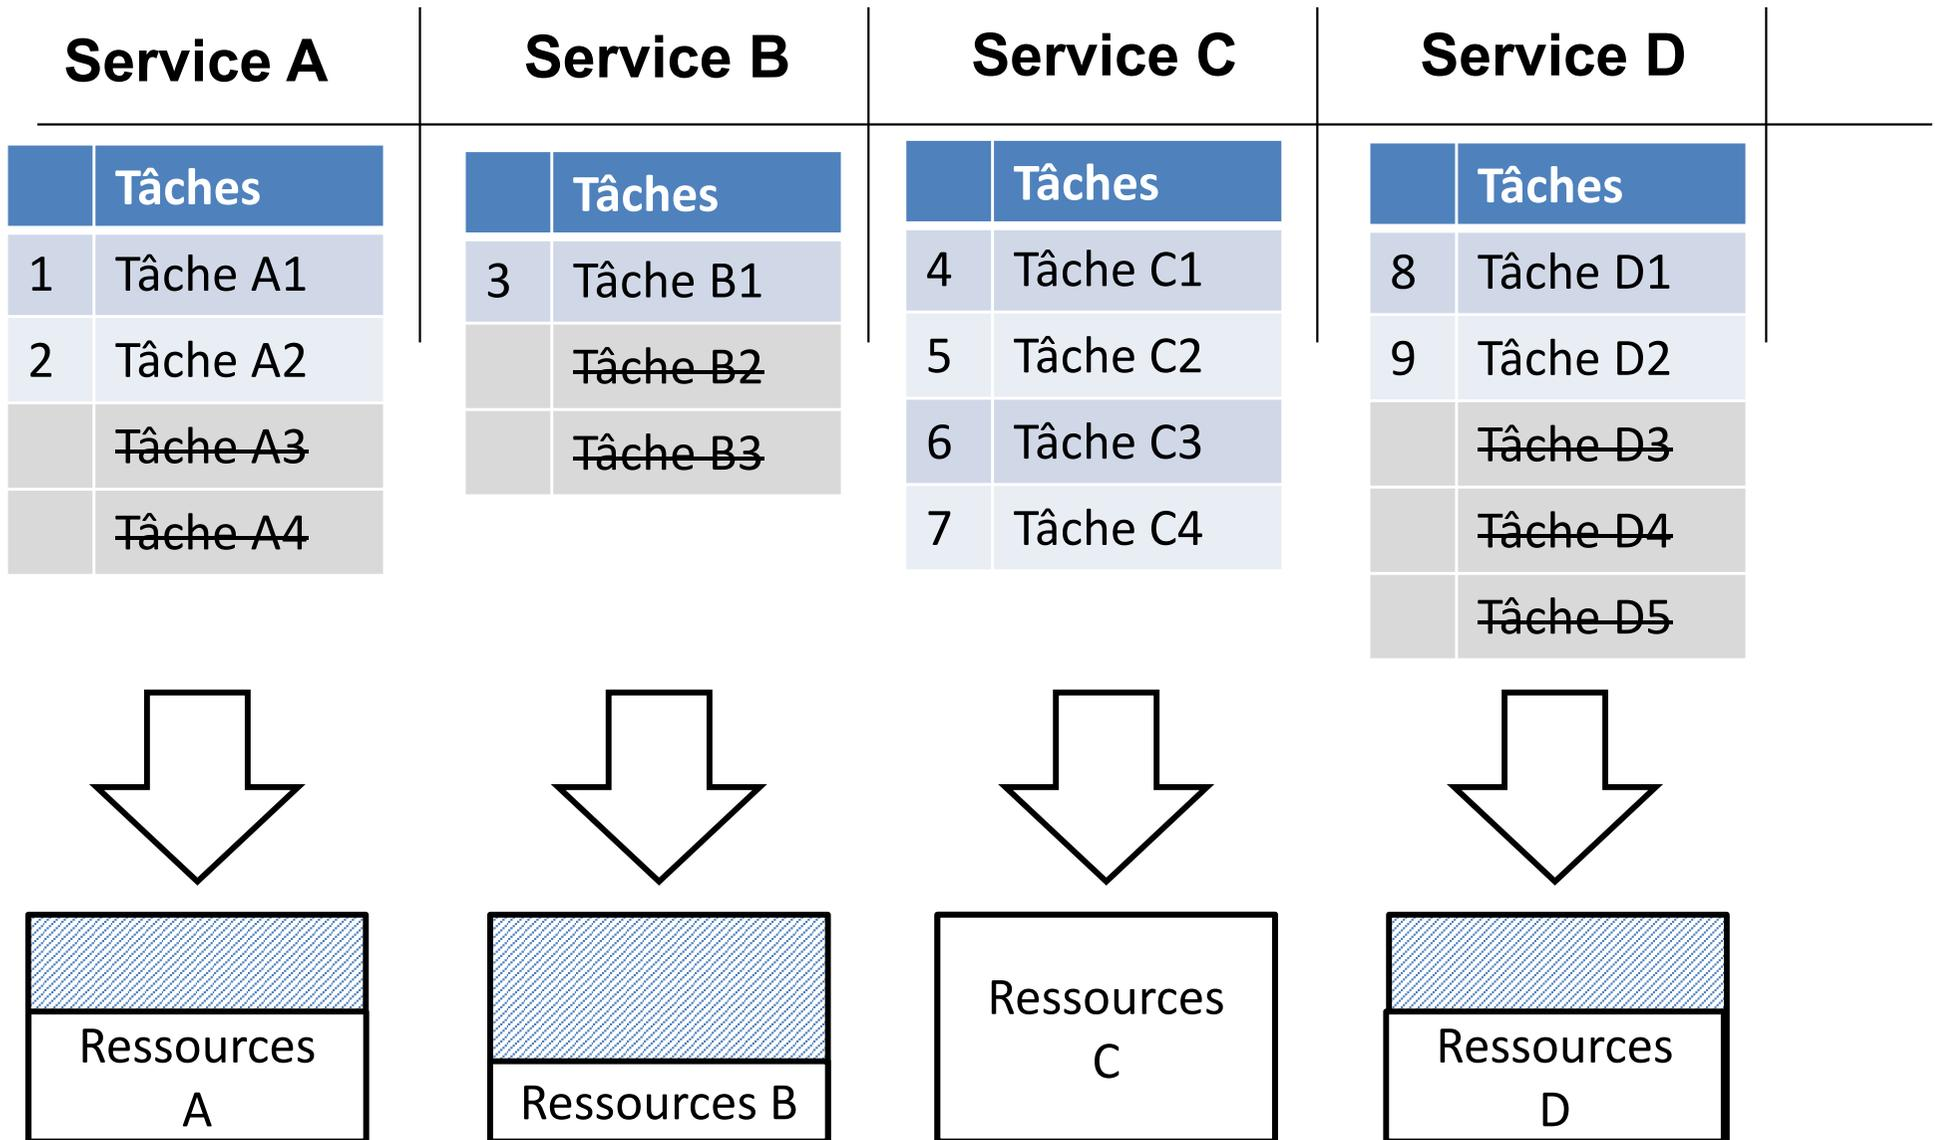 Service A
Service B
Service C
Service D
Tâches
1 Tâche A1
2 Tâche A2
Tâche A3
Tâche A4
Tâches
3 Tâche B1
Tâche B2
Tâche B3
Tâches
4 Tâche C1
5 Tâche C2
6 Tâche C3
7 Tâche C4
Tâches
8 Tâche D1
9 Tâche D2
Tâche D3
Tâche D4
Tâche D5
Ressources
A
Ressources B
Ressources
C
Ressources
D